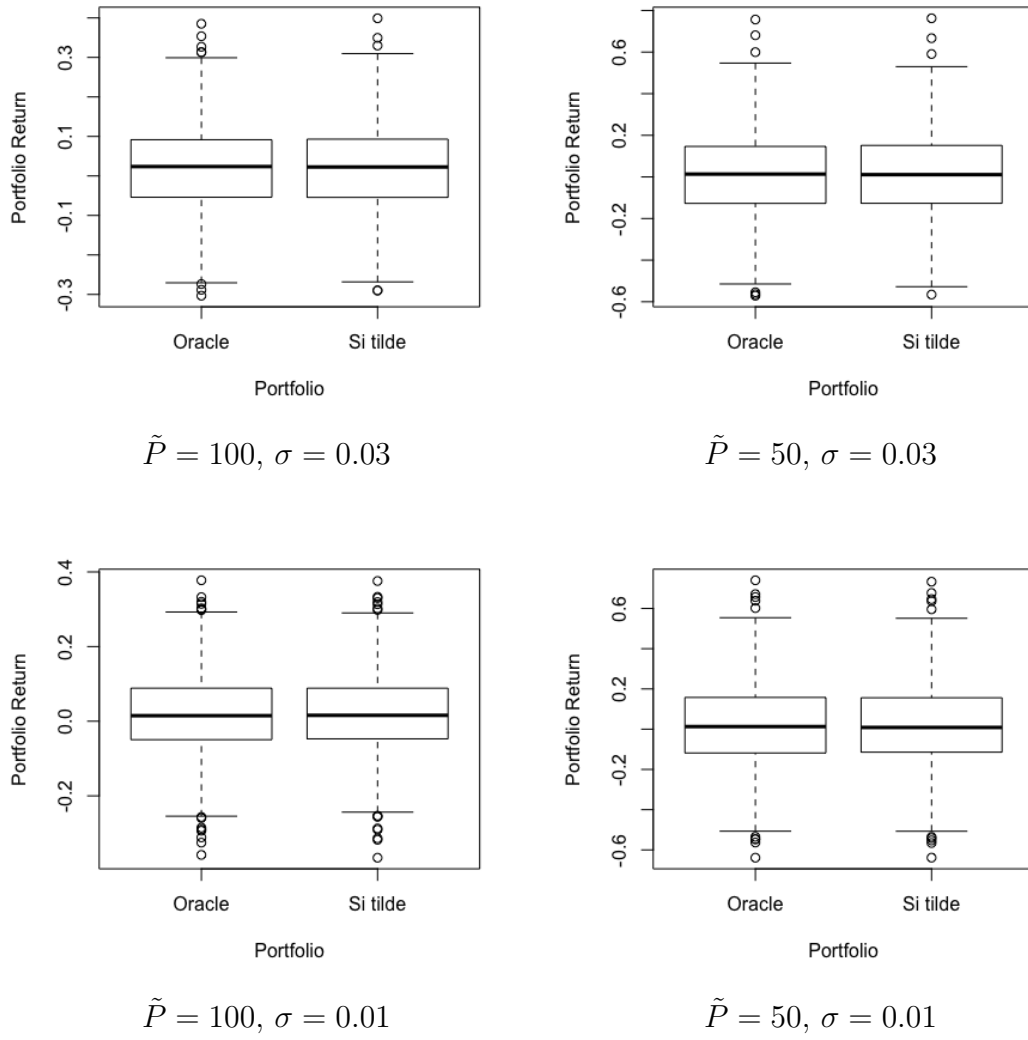 Portfolio Return
0.3
0.1
-0.1
-0.3
Oracle Si tilde
Portfolio
P̃ = 100, σ = 0.03
Portfolio Return
0.6
0.2
-0.2
-0.6
Oracle Si tilde
Portfolio
P̃ = 50, σ = 0.03
Portfolio Return
0.4
0.2
0.0
-0.2
Oracle Si tilde
Portfolio
P̃ = 100, σ = 0.01
Portfolio Return
0.6
0.2
-0.2
-0.6
Oracle Si tilde
Portfolio
P̃ = 50, σ = 0.01